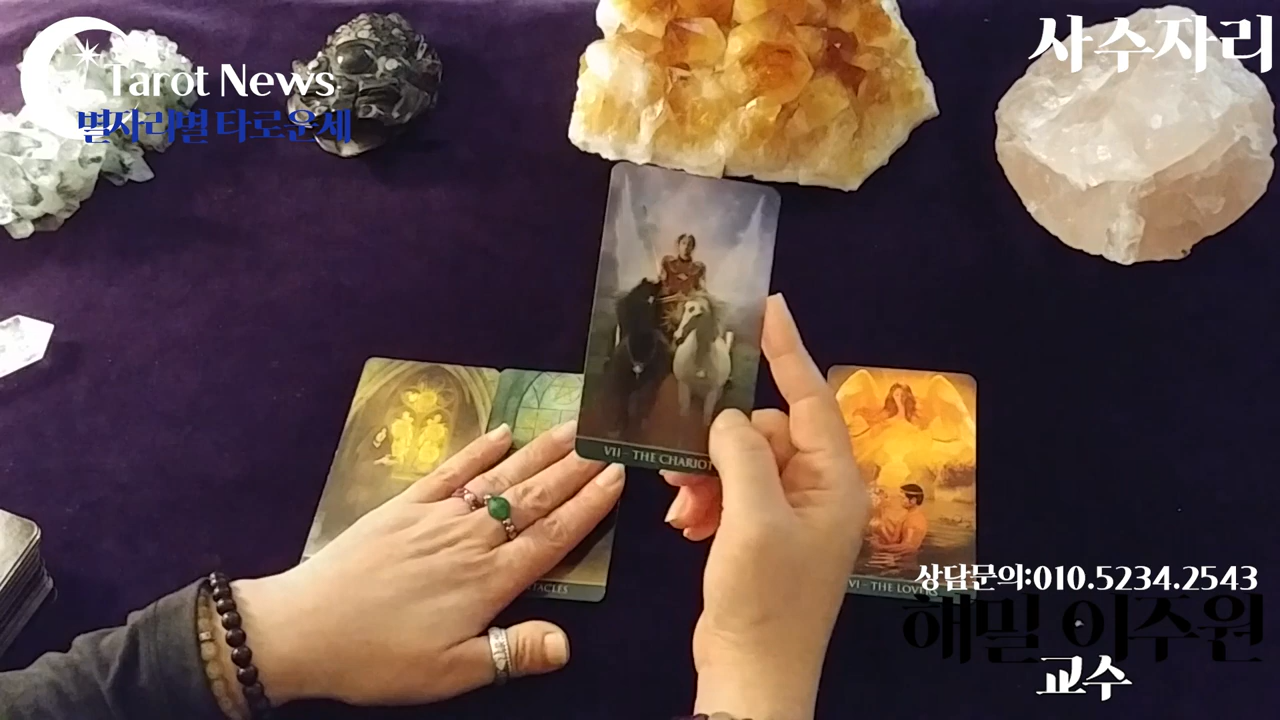 Tarot News
별자리별 타로운세
사수자리
VII - THE CHARIOT
VI - THE LOVERS
상담문의:010.5234.2543
해밀 이주원
교수